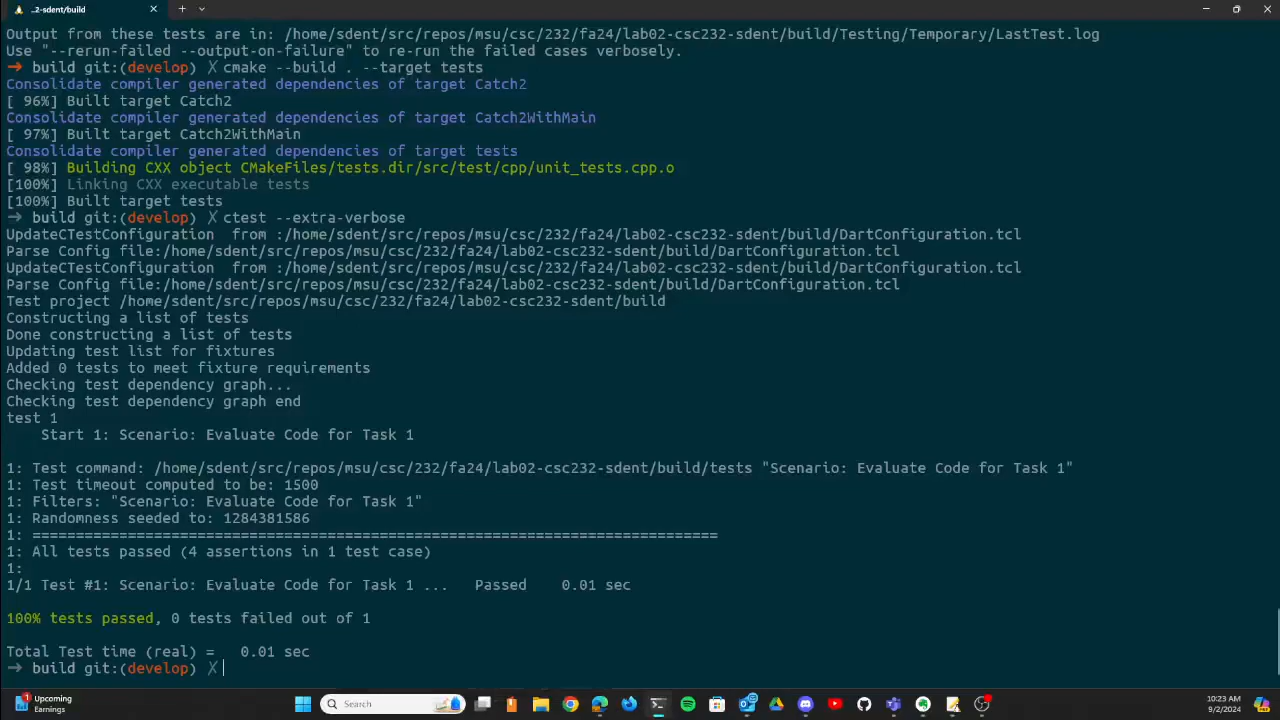 _2-sdent/build
Output from these tests are in: /home/sdent/src/repos/msu/csc/232/fa24/lab02-csc232-sdent/build/Testing/Temporary/LastTest.log
Use "--rerun-failed --output-on-failure" to re-run the failed cases verbosely.
➜ build git:(develop) ✗ cmake --build . --target tests
Consolidate compiler generated dependencies of target Catch2
[ 96%] Built target Catch2
Consolidate compiler generated dependencies of target Catch2WithMain
[ 97%] Built target Catch2WithMain
Consolidate compiler generated dependencies of target tests
[ 98%] Building CXX object CMakeFiles/tests.dir/src/test/cpp/unit_tests.cpp.o
[100%] Linking CXX executable tests
[100%] Built target tests
➜ build git:(develop) ✗ ctest --extra-verbose
UpdateCTestConfiguration  from :/home/sdent/src/repos/msu/csc/232/fa24/lab02-csc232-sdent/build/DartConfiguration.tcl
Parse Config file:/home/sdent/src/repos/msu/csc/232/fa24/lab02-csc232-sdent/build/DartConfiguration.tcl
UpdateCTestConfiguration  from :/home/sdent/src/repos/msu/csc/232/fa24/lab02-csc232-sdent/build/DartConfiguration.tcl
Parse Config file:/home/sdent/src/repos/msu/csc/232/fa24/lab02-csc232-sdent/build/DartConfiguration.tcl
Test project /home/sdent/src/repos/msu/csc/232/fa24/lab02-csc232-sdent/build
Constructing a list of tests
Done constructing a list of tests
Updating test list for fixtures
Added 0 tests to meet fixture requirements
Checking test dependency graph...
Checking test dependency graph end
test 1
    Start 1: Scenario: Evaluate Code for Task 1
1: Test command: /home/sdent/src/repos/msu/csc/232/fa24/lab02-csc232-sdent/build/tests "Scenario: Evaluate Code for Task 1"
1: Test timeout computed to be: 1500
1: Filters: "Scenario: Evaluate Code for Task 1"
1: Randomness seeded to: 1284381586
1: ===============================================================================
1: All tests passed (4 assertions in 1 test case)
1:
1/1 Test #1: Scenario: Evaluate Code for Task 1 ...   Passed    0.01 sec
100% tests passed, 0 tests failed out of 1
Total Test time (real) =   0.01 sec
➜ build git:(develop) ✗
1
Upcoming
Earnings
Search
10:23 AM
9/2/2024